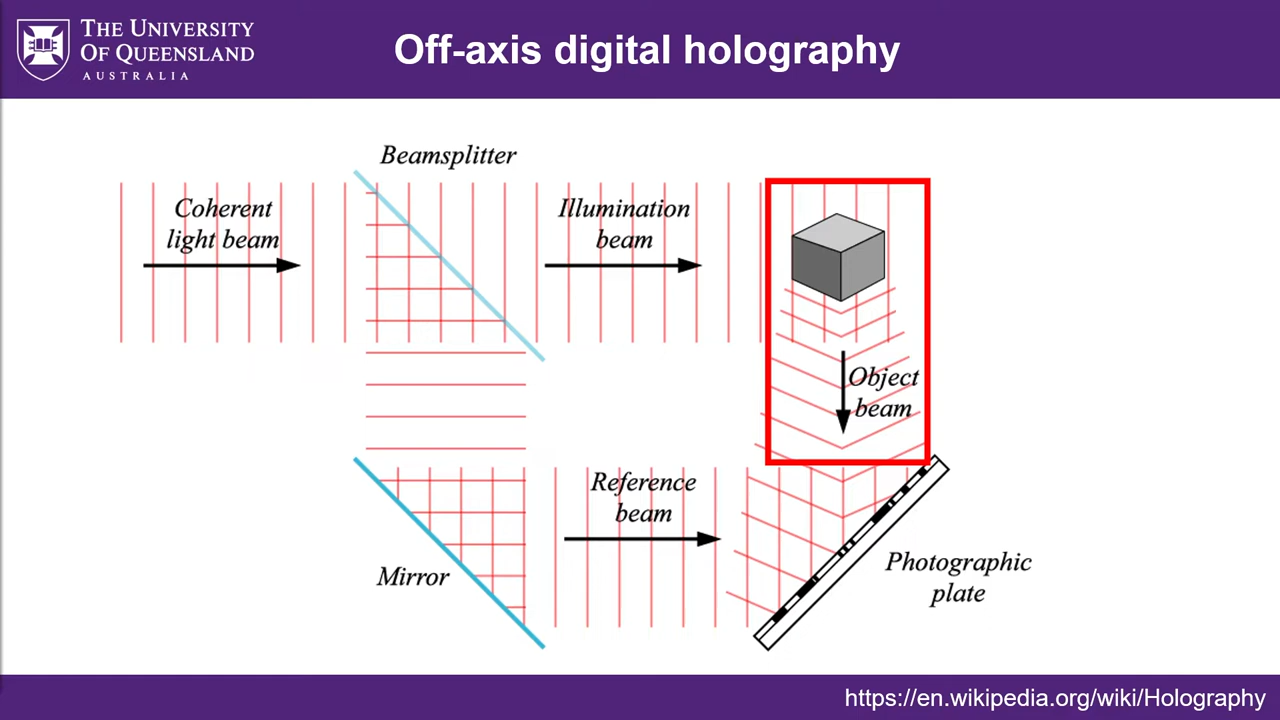 THE UNIVERSITY
OF QUEENSLAND
AUSTRALIA
Off-axis digital holography
Beamsplitter
Coherent
light beam
Illumination
beam
Object
beam
Reference
beam
Mirror
Photographic
plate
https://en.wikipedia.org/wiki/Holography